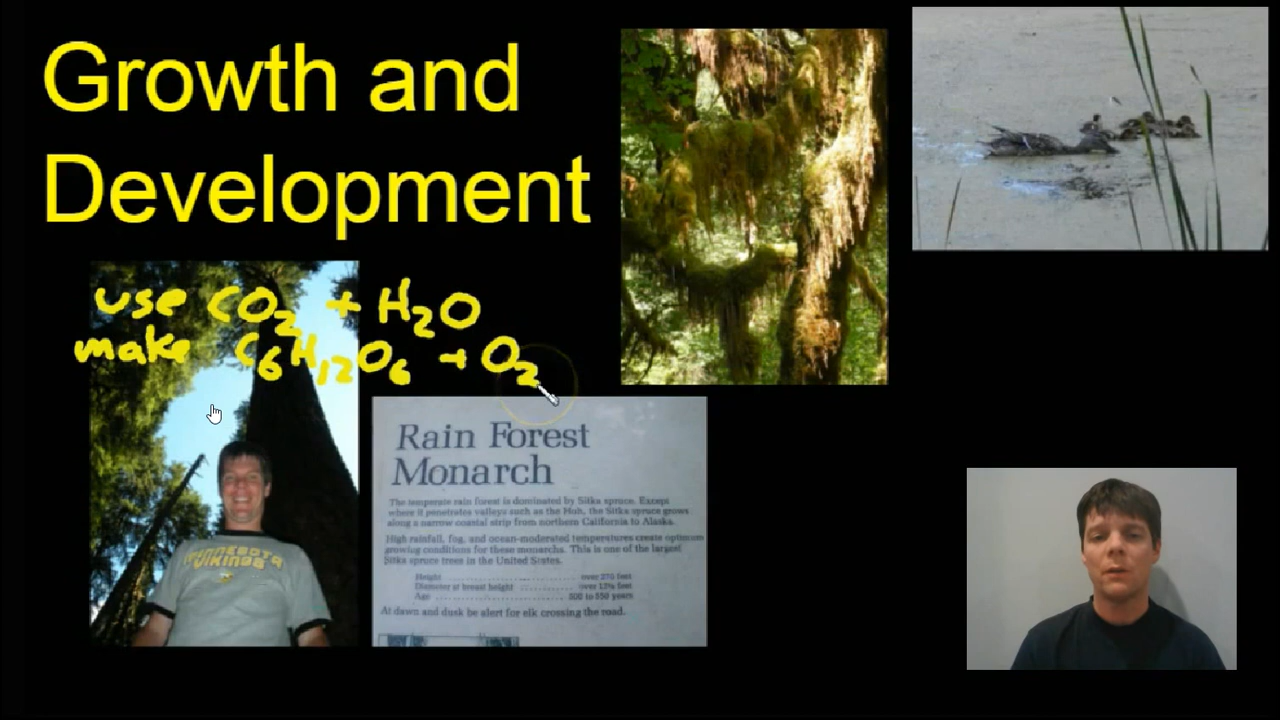 Growth and
Development
use CO2 + H2O
make C6H12O6 + O2
MINNESOTA
VIKINGS
Rain Forest
Monarch
The temperate rain forest is dominated by Sitka spruce. Except
where it penetrates valleys such as the Hoh, the Sitka spruce grows
along a narrow coastal strip from northern California to Alaska.
High rainfall, fog, and ocean-moderated temperatures create optimum
growing conditions for these monarchs. This is one of the largest
Sitka spruce trees in the United States.
Height ........ over 270 feet
Diameter at breast height ........ over 12½ feet
Age ........ 500 to 550 years
At dawn and dusk be alert for elk crossing the road.